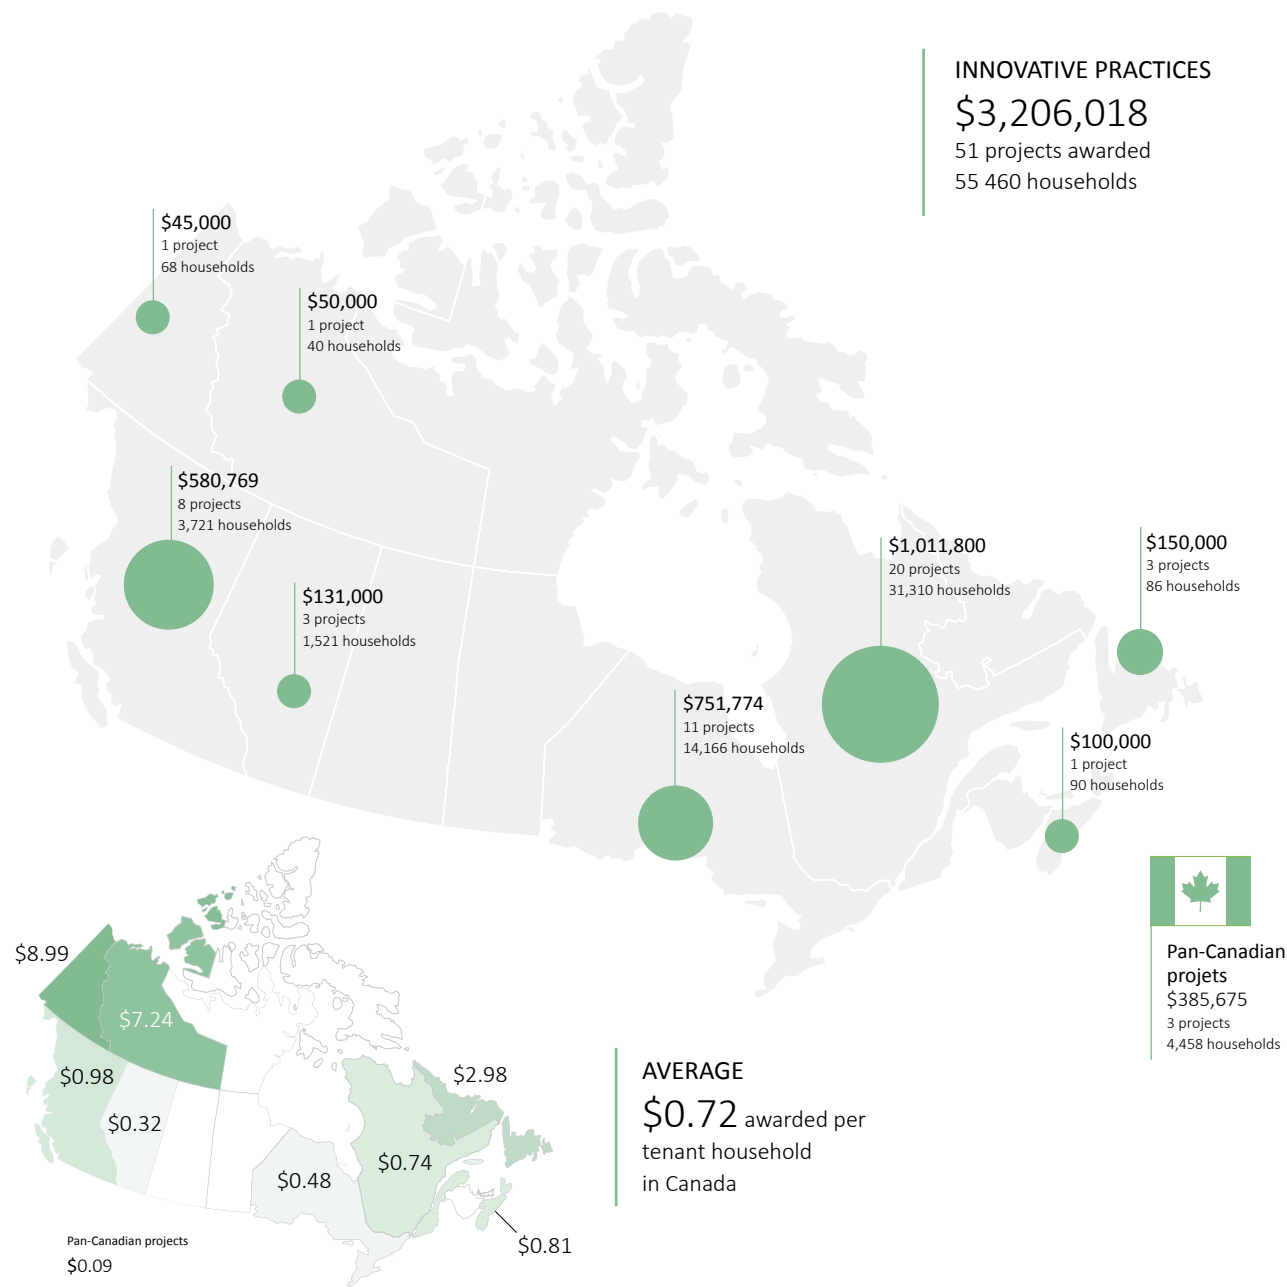 INNOVATIVE PRACTICES
$3,206,018
51 projects awarded
55 460 households
$45,000
1 project
68 households
$50,000
1 project
40 households
$580,769
8 projects
3,721 households
$131,000
3 projects
1,521 households
$1,011,800
20 projects
31,310 households
$150,000
3 projects
86 households
$751,774
11 projects
14,166 households
$100,000
1 project
90 households
Pan-Canadian
projets
$385,675
3 projects
4,458 households
$8.99
$7.24
$0.98
$0.32
$0.48
$0.74
$2.98
$0.81
Pan-Canadian projects
$0.09
AVERAGE
$0.72 awarded per
tenant household
in Canada